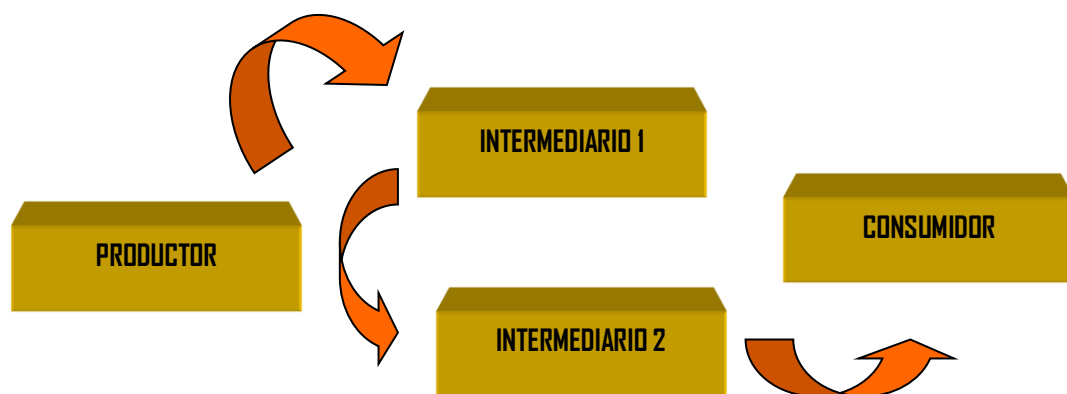 INTERMEDIARIO 1
PRODUCTOR
CONSUMIDOR
INTERMEDIARIO 2